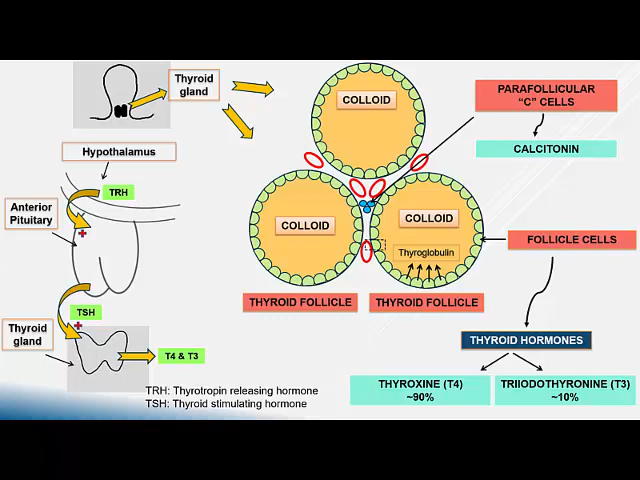 Thyroid
gland
Hypothalamus
TRH
Anterior
Pituitary
TSH
Thyroid
gland
T4 & T3
TRH: Thyrotropin releasing hormone
TSH: Thyroid stimulating hormone
COLLOID
COLLOID
COLLOID
Thyroglobulin
THYROID FOLLICLE
THYROID FOLLICLE
PARAFOLLICULAR
“C” CELLS
CALCITONIN
FOLLICLE CELLS
THYROID HORMONES
THYROXINE (T4)
~90%
TRIIODOTHYRONINE (T3)
~10%